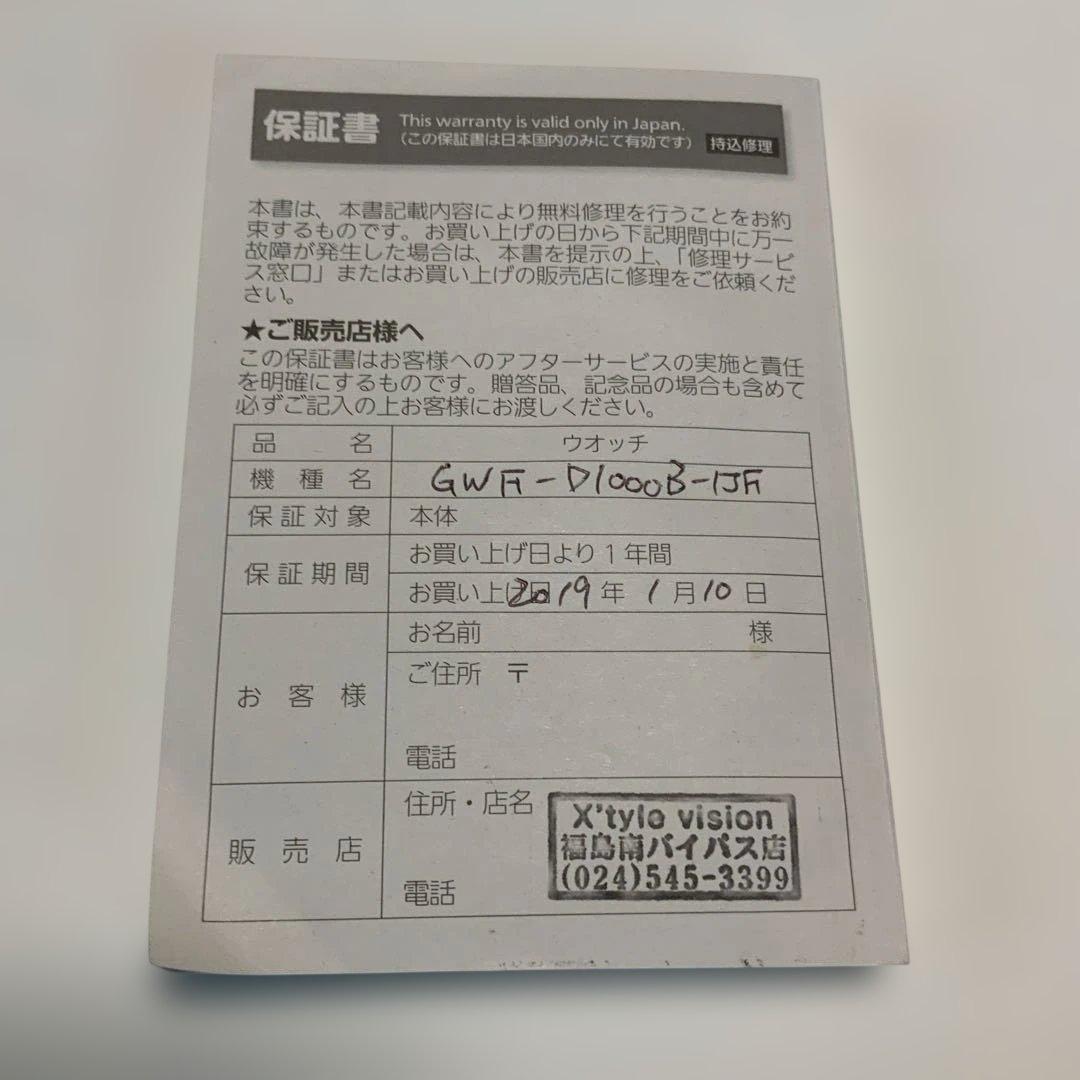 保証書
This warranty is valid only in Japan.
(この保証書は日本国内のみにて有効です)
持込修理
本書は、本書記載内容により無料修理を行うことをお約
束するものです。お買い上げの日から下記期間中に万一
故障が発生した場合は、本書を提示の上、「修理サービ
ス窓口」またはお買い上げの販売店に修理をご依頼くだ
さい。
★ご販売店様へ
この保証書はお客様へのアフターサービスの実施と責任
を明確にするものです。贈答品、記念品の場合も含めて
必ずご記入の上お客様にお渡しください。
品名 ウオッチ
機種名 GWF-D1000B-1JF
保証対象 本体
保証期間 お買い上げ日より1年間
お買い上げ日 2019年 1月10日
お客様 お名前 様
ご住所 〒
電話
販売店 住所・店名
電話
X'tyle vision
福島南バイパス店
(024)545-3399